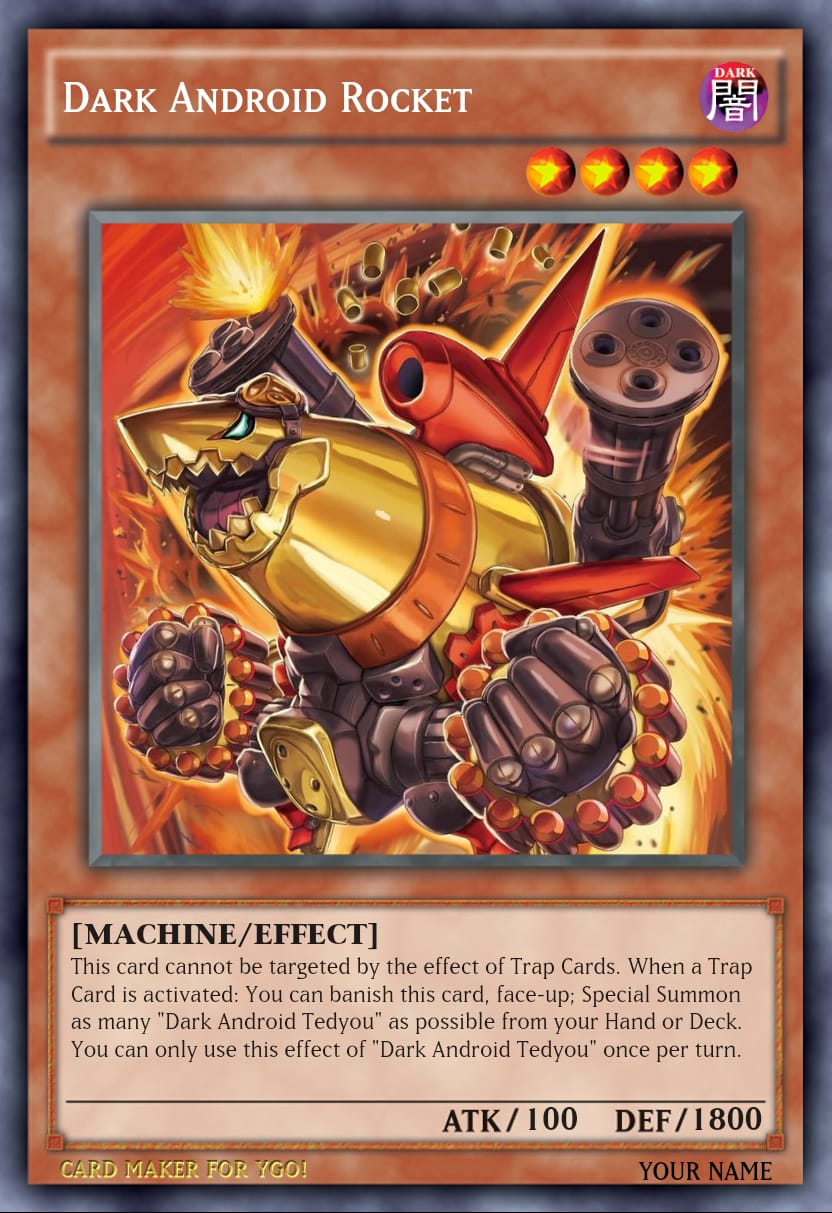 Dark Android Rocket
DARK
闇
[MACHINE/EFFECT]
This card cannot be targeted by the effect of Trap Cards. When a Trap
Card is activated: You can banish this card, face-up; Special Summon
as many "Dark Android Tedyou" as possible from your Hand or Deck.
You can only use this effect of "Dark Android Tedyou" once per turn.
ATK/100 DEF/1800
CARD MAKER FOR YGO! YOUR NAME